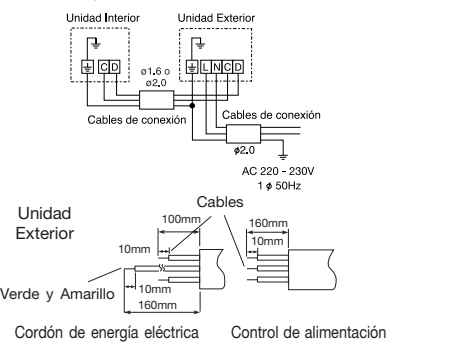 Unidad Interior
Unidad Exterior
C D
L N C D
ø1.6 o
ø2.0
Cables de conexión
Cables de conexión
ø2.0
AC 220 - 230V
1 ø 50Hz
Cables
Unidad
Exterior
100mm
160mm
10mm
10mm
Verde y Amarillo
10mm
160mm
Cordón de energía eléctrica
Control de alimentación